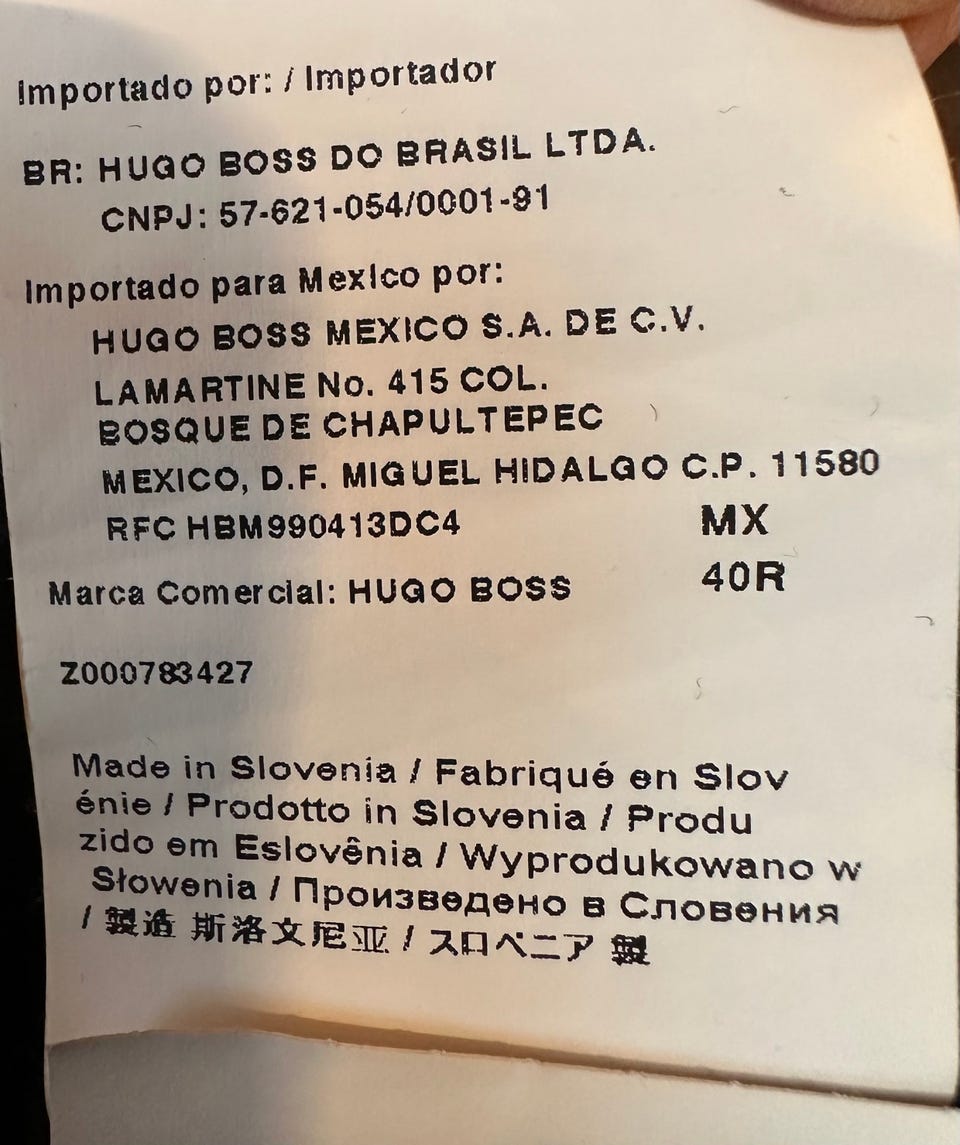 Importado por: / Importador
BR: HUGO BOSS DO BRASIL LTDA.
CNPJ: 57-621-054/0001-91
Importado para Mexico por:
HUGO BOSS MEXICO S.A. DE C.V.
LAMARTINE No. 415 COL.
BOSQUE DE CHAPULTEPEC
MEXICO, D.F. MIGUEL HIDALGO C.P. 11580
RFC HBM990413DC4 MX
Marca Comercial: HUGO BOSS 40R
Z000783427
Made in Slovenia / Fabriqué en Slov
énie / Prodotto in Slovenia / Produ
zido em Eslovênia / Wyprodukowano w
Słowenia / Произведено в Словения
/ 製造 斯洛文尼亚 / スロベニア 製